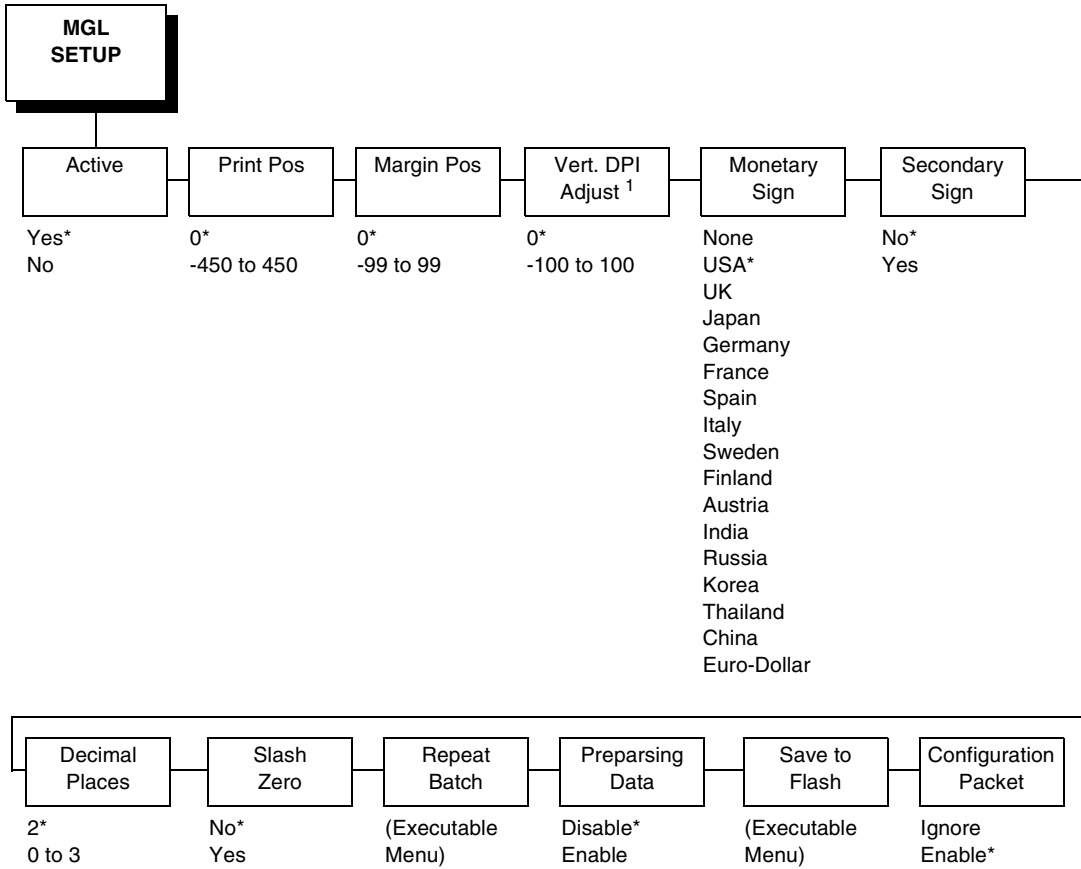 MGL
SETUP
Active
Print Pos
Margin Pos
Vert. DPI
Adjust 1
Monetary
Sign
Secondary
Sign
Yes*
No
0*
-450 to 450
0*
-99 to 99
0*
-100 to 100
None
USA*
UK
Japan
Germany
France
Spain
Italy
Sweden
Finland
Austria
India
Russia
Korea
Thailand
China
Euro-Dollar
No*
Yes
Decimal
Places
Slash
Zero
Repeat
Batch
Preparsing
Data
Save to
Flash
Configuration
Packet
2*
0 to 3
No*
Yes
(Executable
Menu)
Disable*
Enable
(Executable
Menu)
Ignore
Enable*